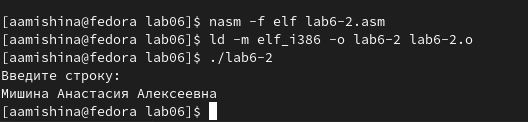 [aamishina@fedora lab06]$ nasm -f elf lab6-2.asm
[aamishina@fedora lab06]$ ld -m elf_i386 -o lab6-2 lab6-2.o
[aamishina@fedora lab06]$ ./lab6-2
Введите строку:
Мишина Анастасия Алексеевна
[aamishina@fedora lab06]$